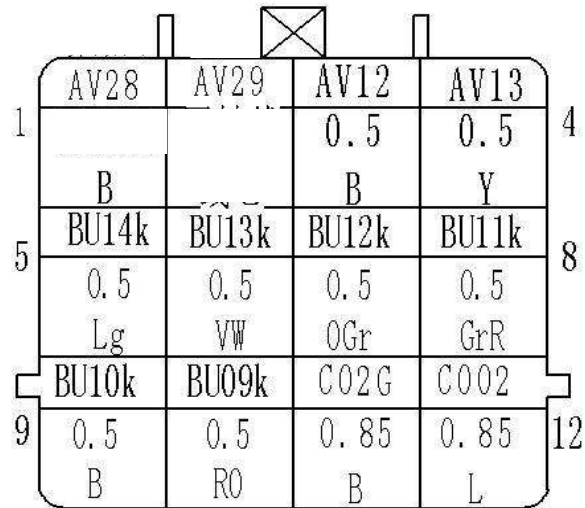 AV28 AV29 AV12 AV13
1 0.5 0.5 4
B B Y
BU14k BU13k BU12k BU11k
5 8
0.5 0.5 0.5 0.5
Lg VW OGr GrR
BU10k BU09k C02G C002
9 0.5 0.5 0.85 0.85 12
B RO B L